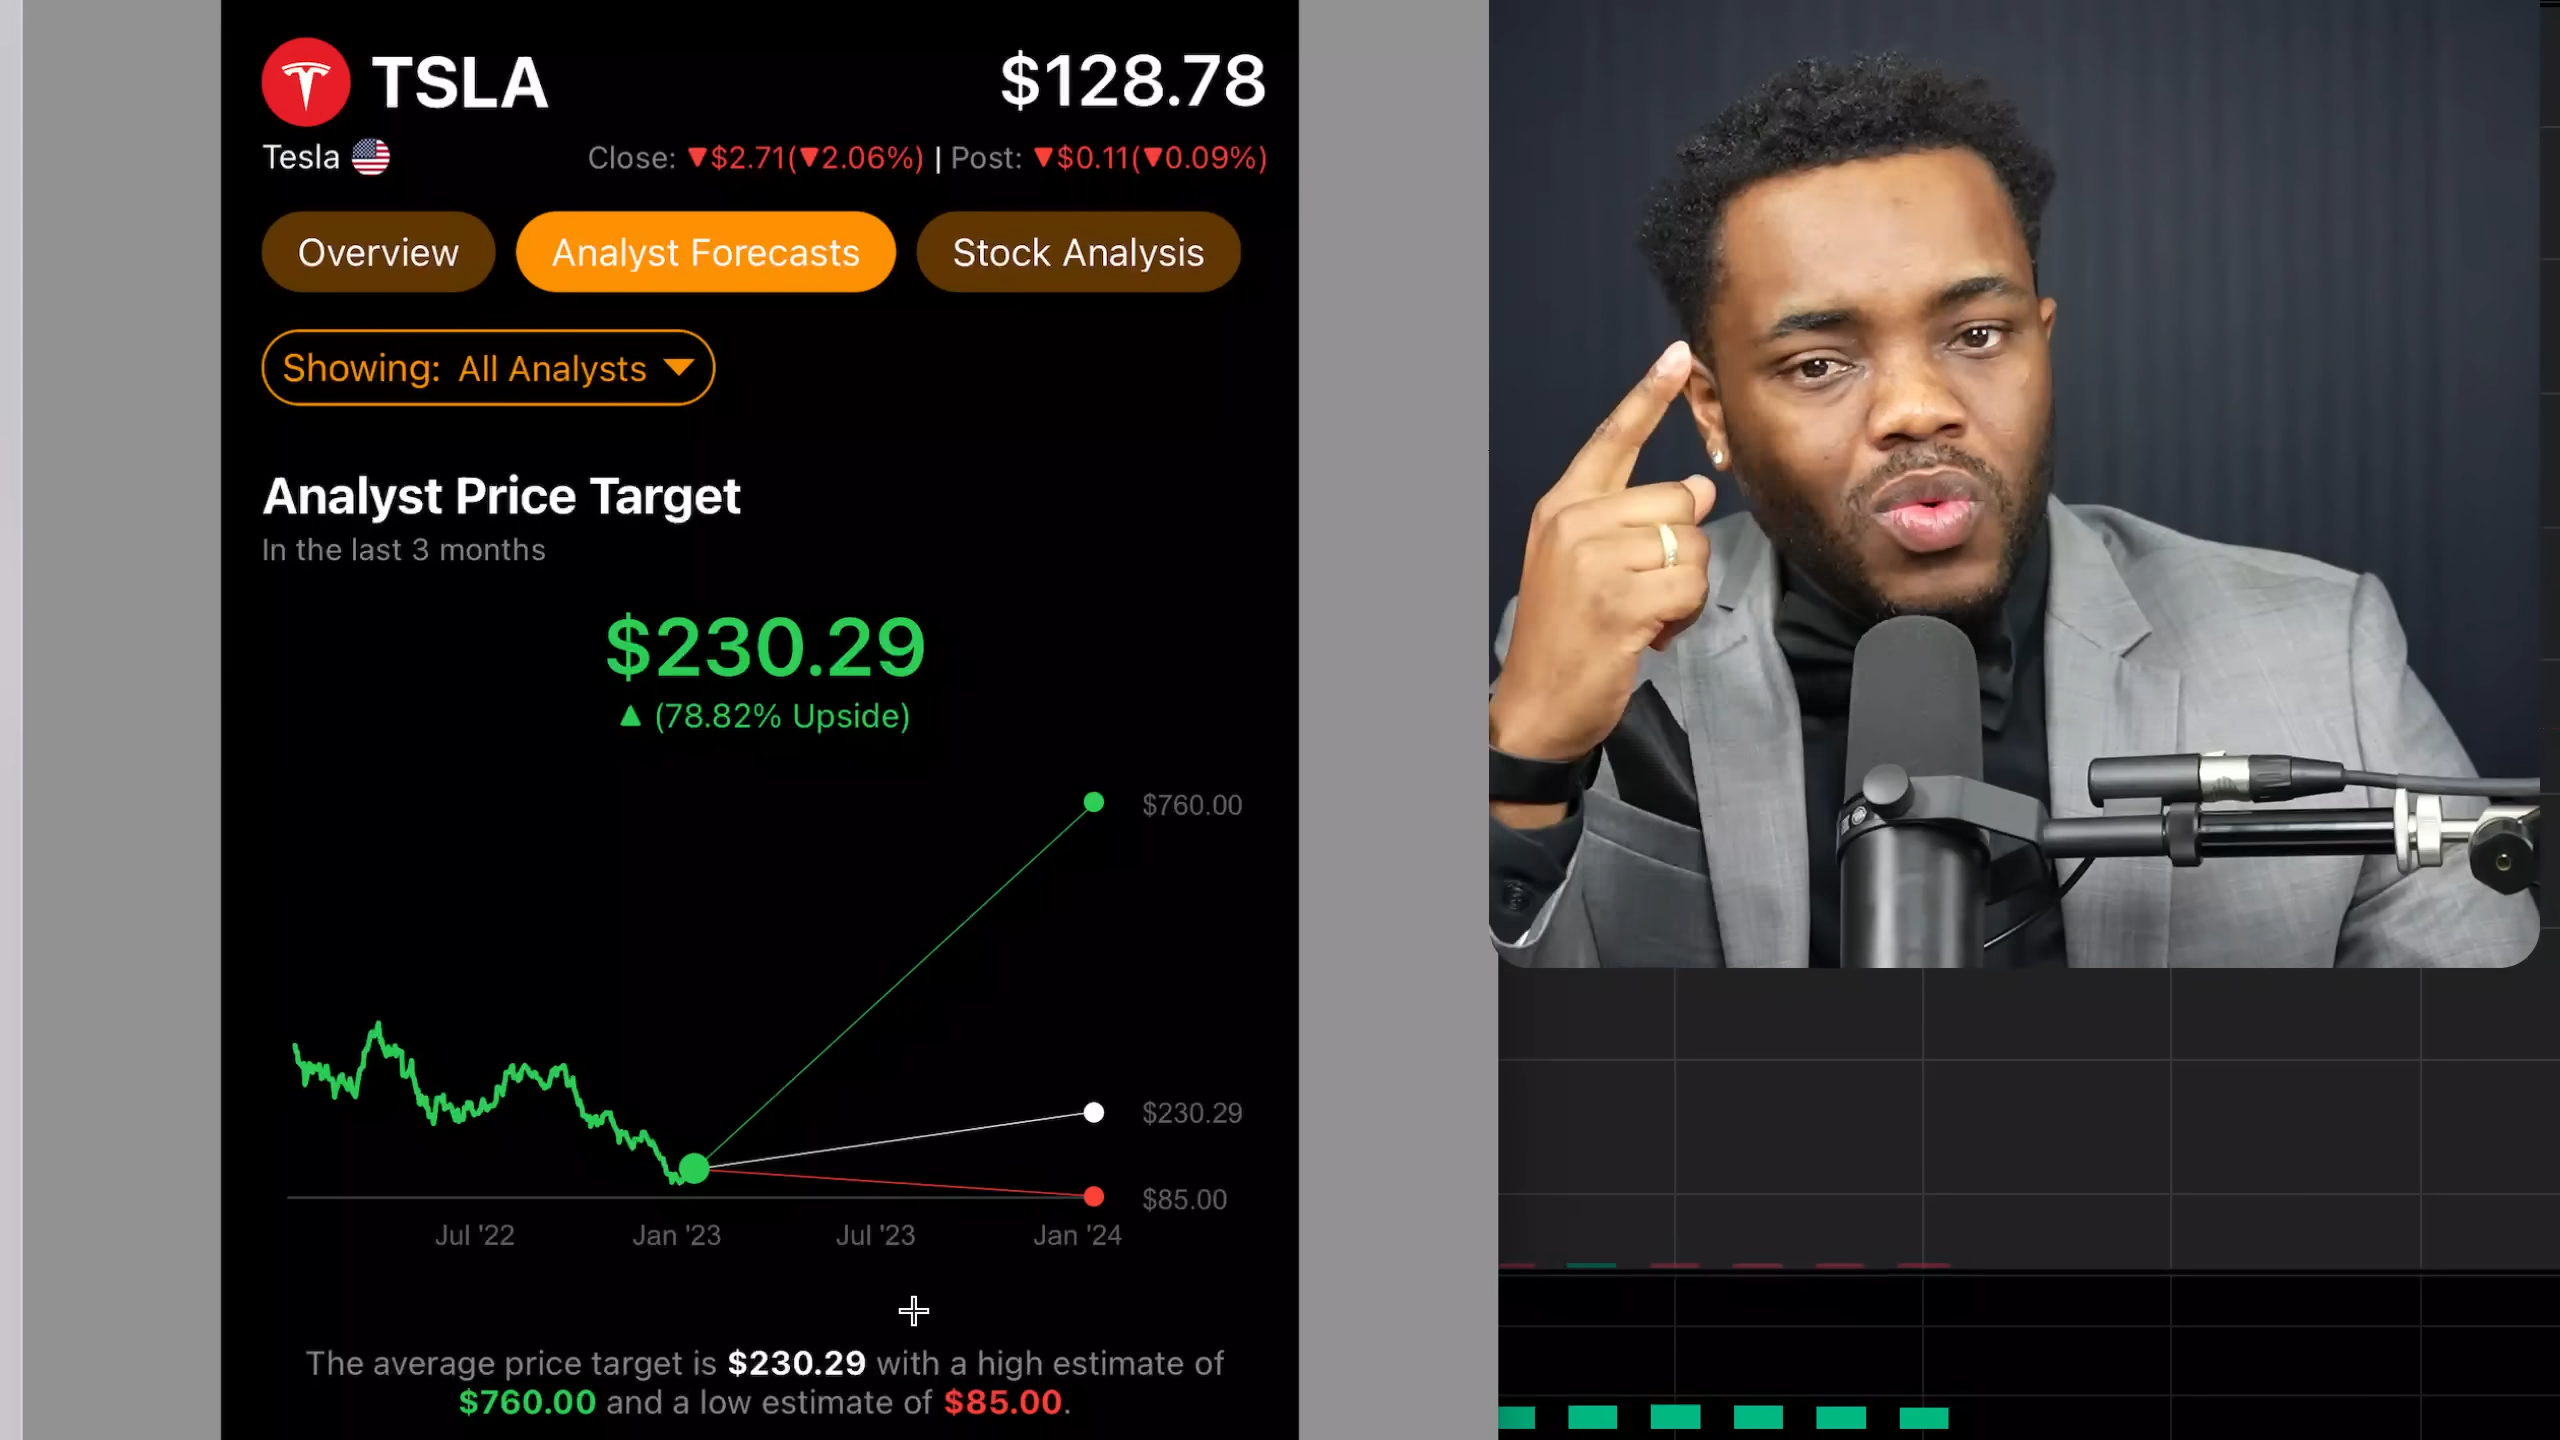 TSLA
$128.78
Tesla
Close: ▼$2.71(▼2.06%) | Post: ▼$0.11(▼0.09%)
Overview
Analyst Forecasts
Stock Analysis
Showing: All Analysts
Analyst Price Target
In the last 3 months
$230.29
▲ (78.82% Upside)
$760.00
$230.29
$85.00
Jul '22
Jan '23
Jul '23
Jan '24
The average price target is $230.29 with a high estimate of
$760.00 and a low estimate of $85.00.